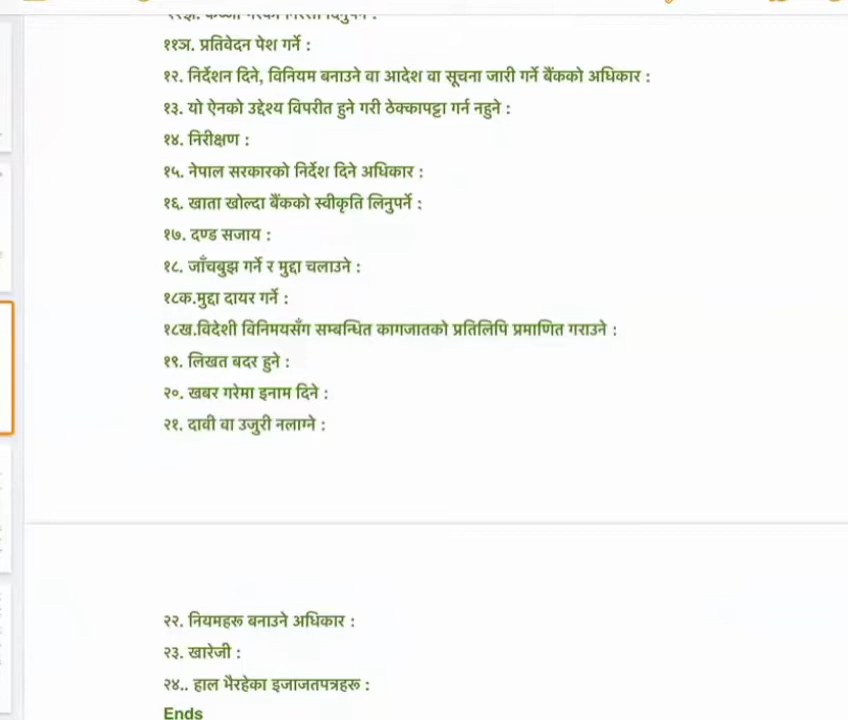 ११ञ. प्रतिवेदन पेश गर्ने :
१२. निर्देशन दिने, विनियम बनाउने वा आदेश वा सूचना जारी गर्ने बैंकको अधिकार :
१३. यो ऐनको उद्देश्य विपरीत हुने गरी ठेक्कापट्टा गर्न नहुने :
१४. निरीक्षण :
१५. नेपाल सरकारको निर्देश दिने अधिकार :
१६. खाता खोल्दा बैंकको स्वीकृति लिनुपर्ने :
१७. दण्ड सजाय :
१८. जाँचबुझ गर्ने र मुद्दा चलाउने :
१८क.मुद्दा दायर गर्ने :
१८ख.विदेशी विनिमयसँग सम्बन्धित कागजातको प्रतिलिपि प्रमाणित गराउने :
१९. लिखत बदर हुने :
२०. खबर गरेमा इनाम दिने :
२१. दावी वा उजुरी नलाग्ने :
२२. नियमहरू बनाउने अधिकार :
२३. खारेजी :
२४.. हाल भैरहेका इजाजतपत्रहरू :
Ends